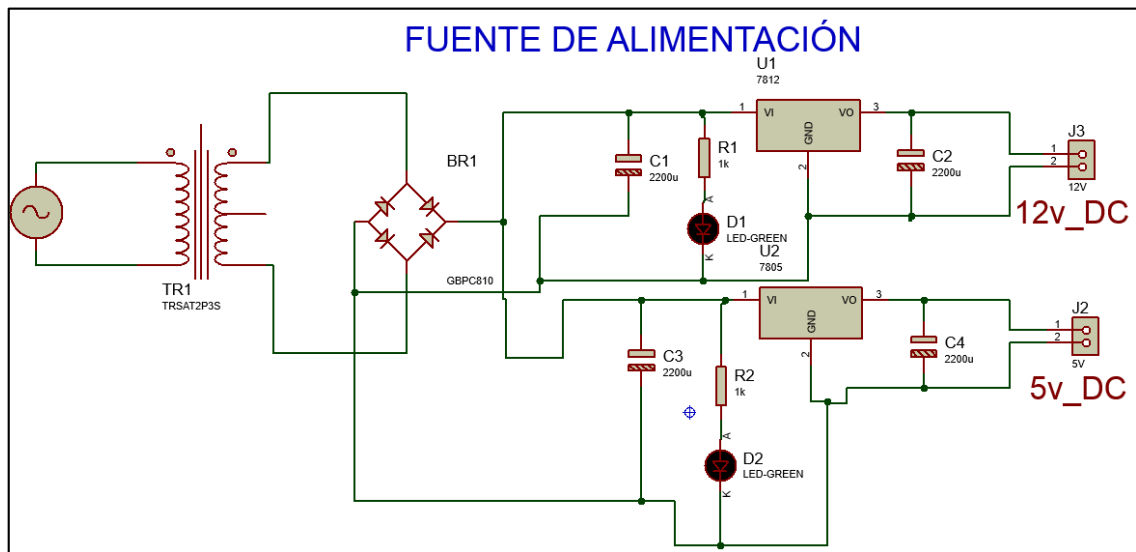 FUENTE DE ALIMENTACIÓN
U1
7812
1
VI
VO
3
GND
2
BR1
C1
2200u
R1
1k
A
D1
LED-GREEN
K
C2
2200u
J3
1
2
12V
12v_DC
TR1
TRSAT2P3S
GBPC810
U2
7805
1
VI
VO
3
GND
2
C3
2200u
R2
1k
A
D2
LED-GREEN
K
C4
2200u
J2
1
2
5V
5v_DC